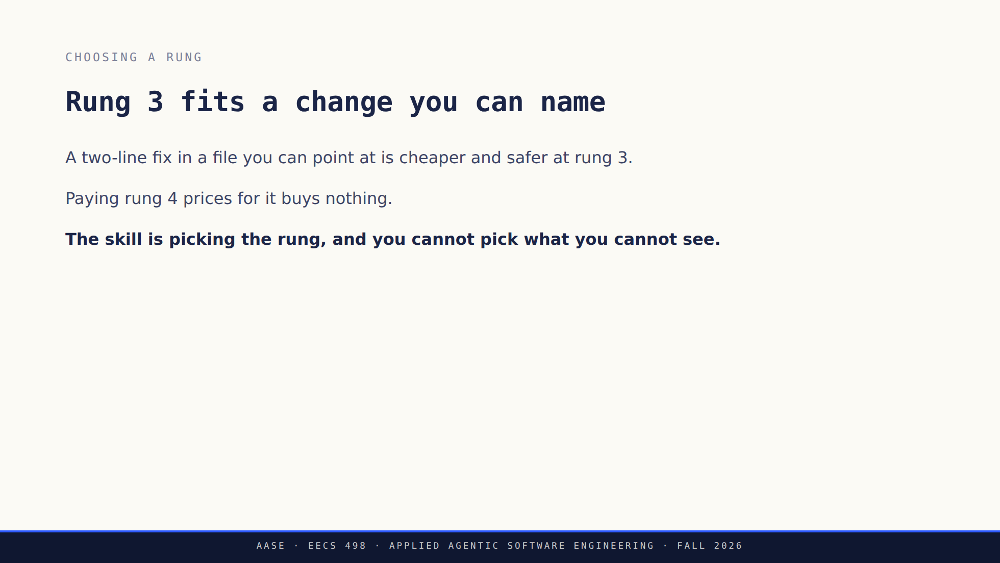 CHOOSING A RUNG
Rung 3 fits a change you can name
A two-line fix in a file you can point at is cheaper and safer at rung 3.
Paying rung 4 prices for it buys nothing.
The skill is picking the rung, and you cannot pick what you cannot see.
AASE · EECS 498 · APPLIED AGENTIC SOFTWARE ENGINEERING · FALL 2026